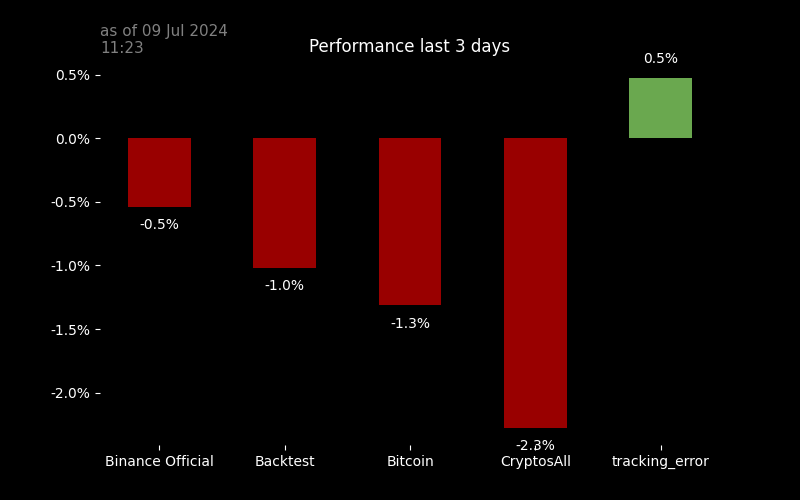 as of 09 Jul 2024
11:23
Performance last 3 days
0.5%
0.5%
0.0%
-0.5%
-0.5%
-1.0%
-1.0%
-1.3%
-1.5%
-2.0%
-2.3%
Binance Official
Backtest
Bitcoin
CryptosAll
tracking_error